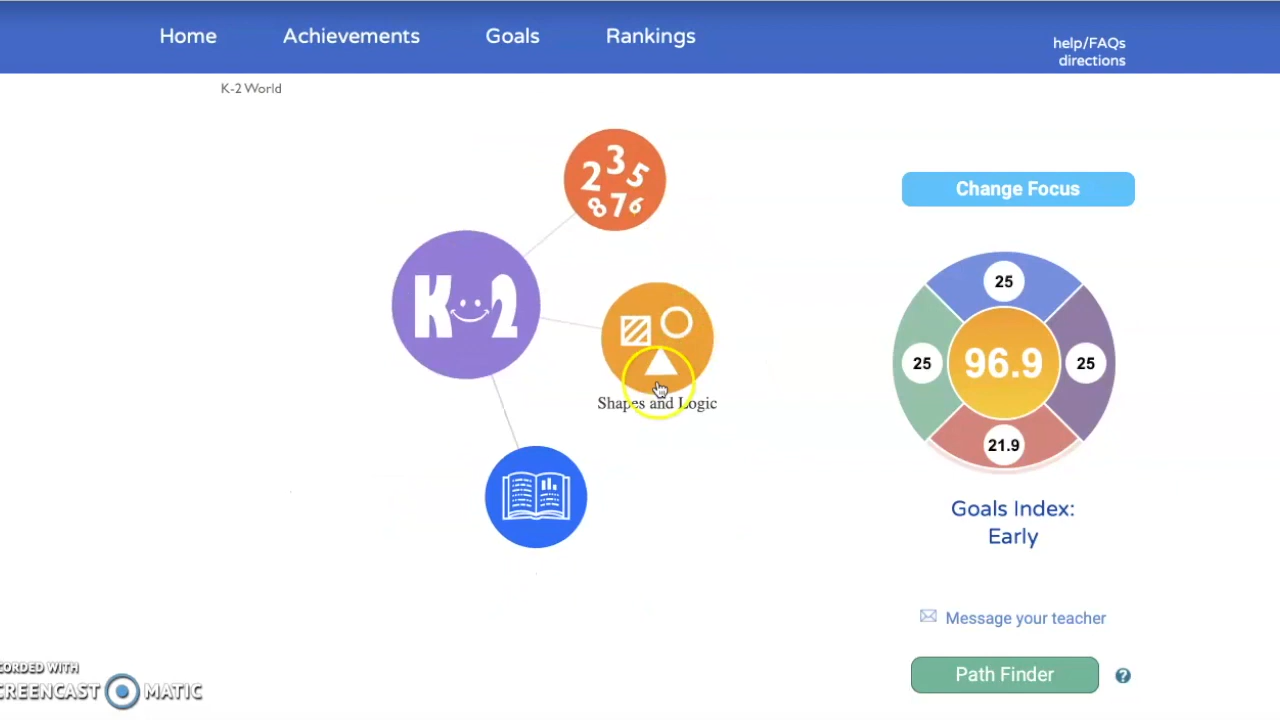 Home Achievements Goals Rankings
help/FAQs
directions
K-2 World
2 3 5
8 7 6
Change Focus
K 2
25
25 96.9 25
21.9
Shapes and Logic
Goals Index:
Early
Message your teacher
Path Finder ?
CORDED WITH
CREENCAST MATIC